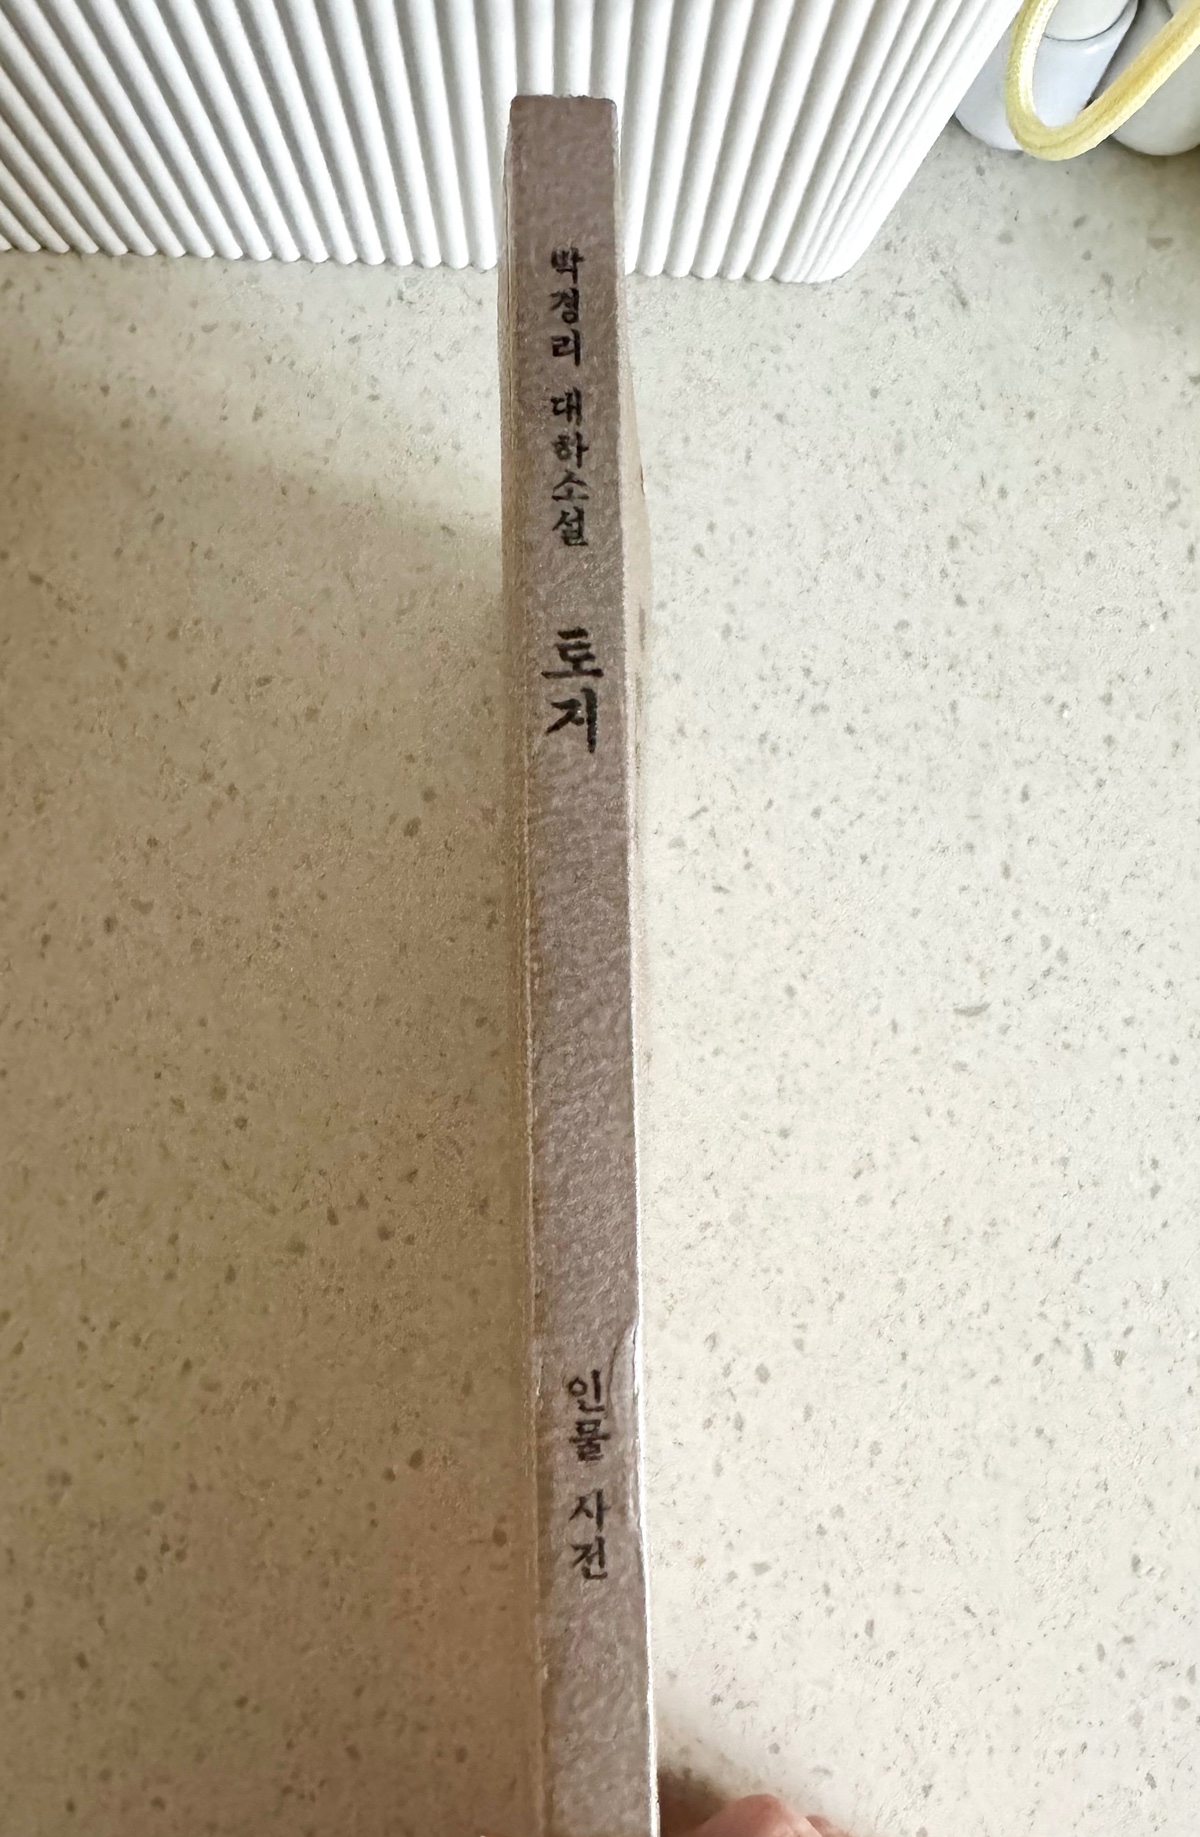 박경리 대하소설 토지
인물 사전